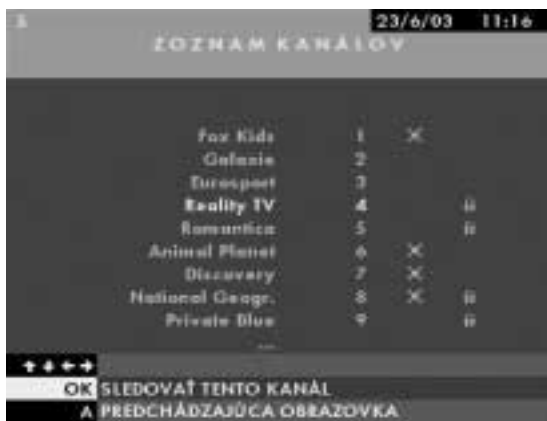 23/6/03 11:16
ZOZNAM KANÁLOV
Fox Kids 1
Galaxie 2
Eurosport 3
Reality TV 4
Romantica 5
Animal Planet 6
Discovery 7
National Geogr. 8
Private Blue 9
...
OK SLEDOVAŤ TENTO KANÁL
A PREDCHÁDZAJÚCA OBRAZOVKA